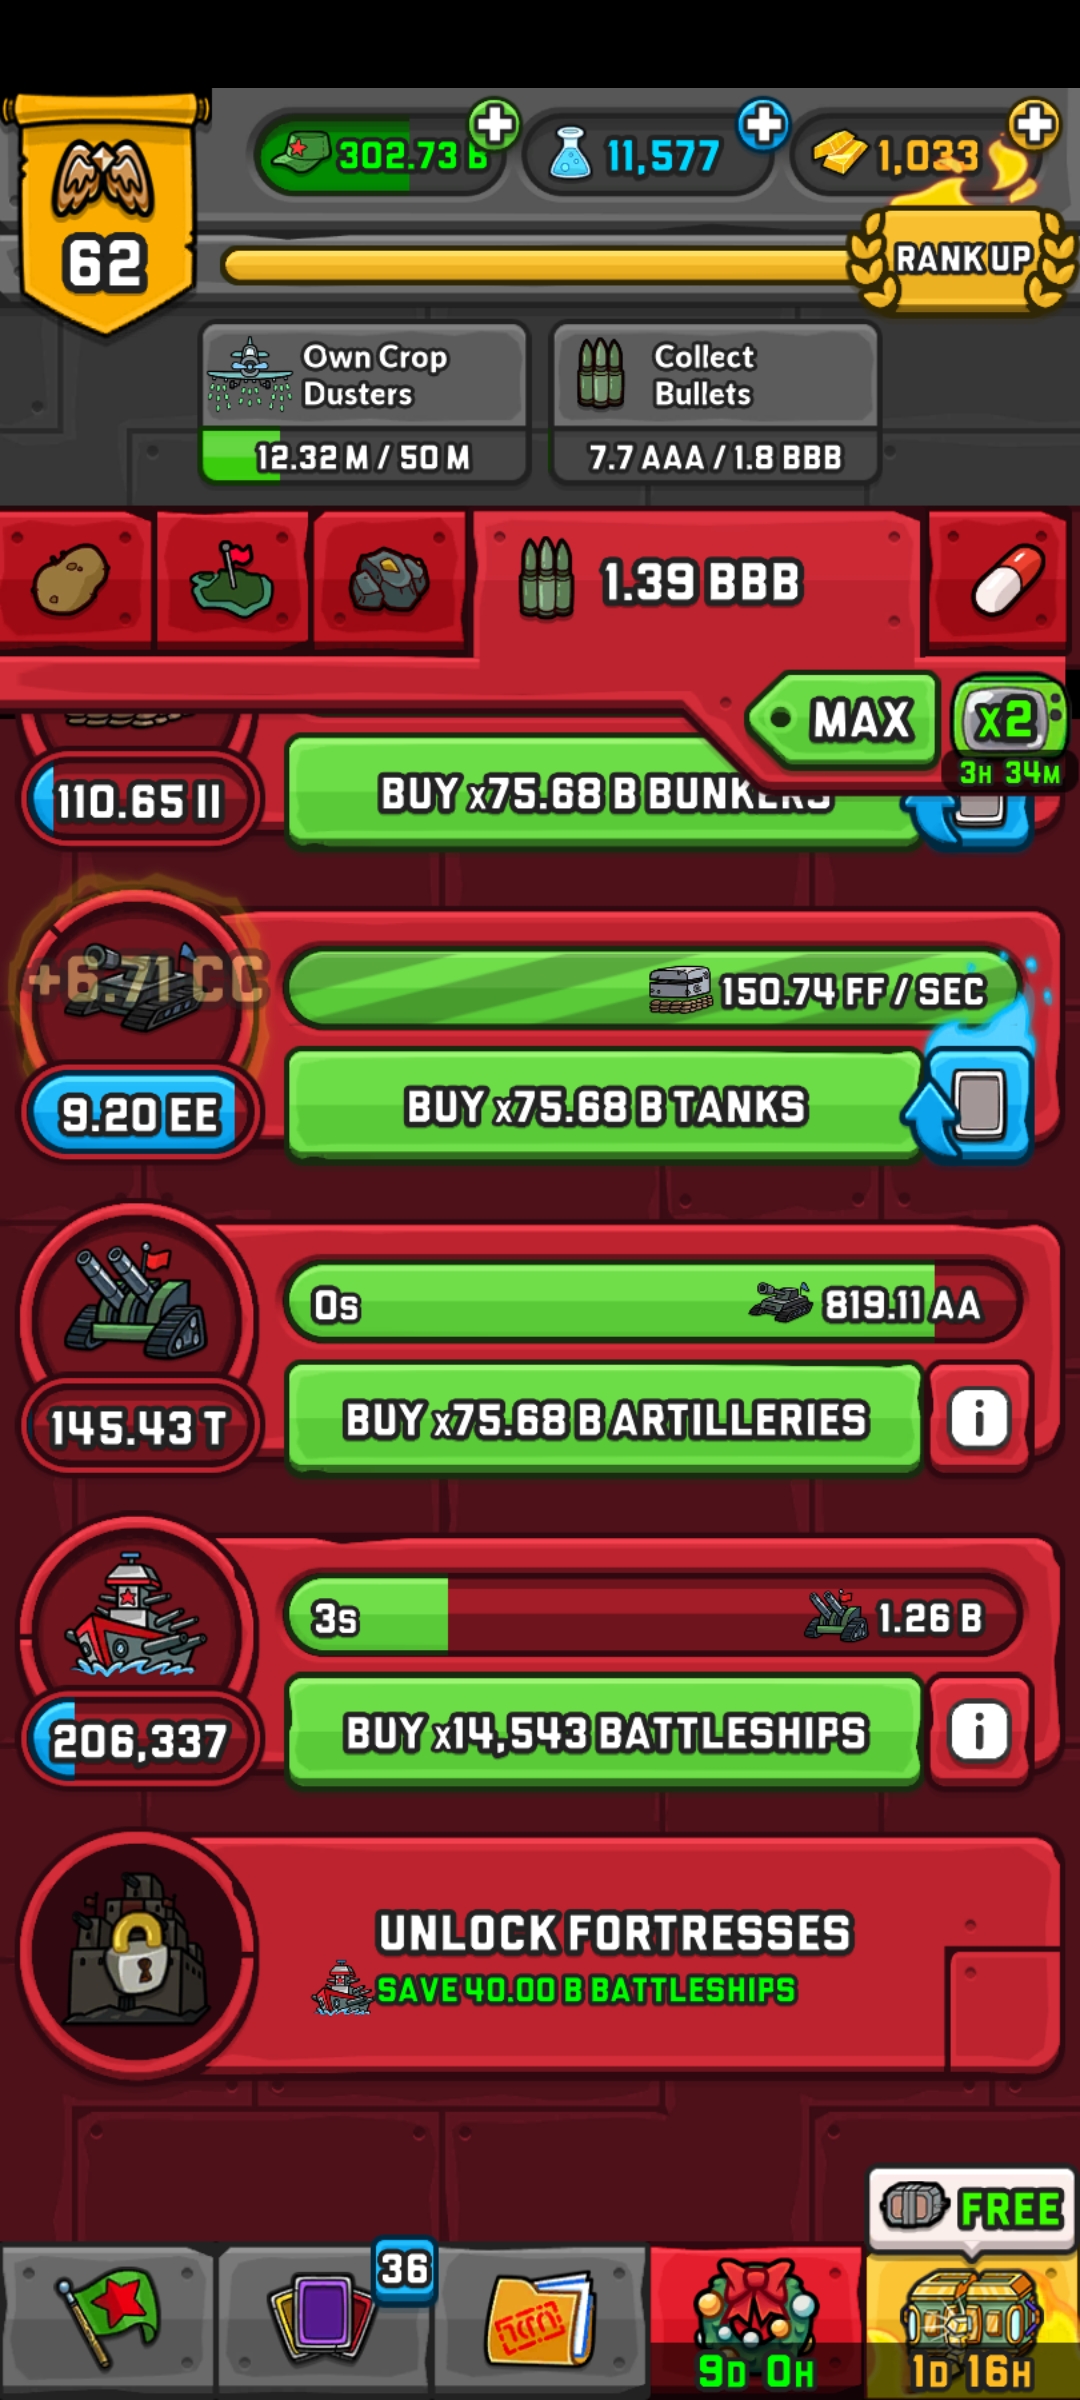 302.73 B
11,577
1,033
62
RANK UP
Own Crop
Dusters
12.32 M / 50 M
Collect
Bullets
7.7 AAA / 1.8 BBB
1.39 BBB
MAX
x2
3H 34M
110.65 II
BUY x75.68 B BUNKERS
+6.71 CC
150.74 FF / SEC
9.20 EE
BUY x75.68 B TANKS
0s
819.11 AA
145.43 T
BUY x75.68 B ARTILLERIES
i
3s
1.26 B
206,337
BUY x14,543 BATTLESHIPS
i
UNLOCK FORTRESSES
SAVE 40.00 B BATTLESHIPS
FREE
36
9D 0H
1D 16H